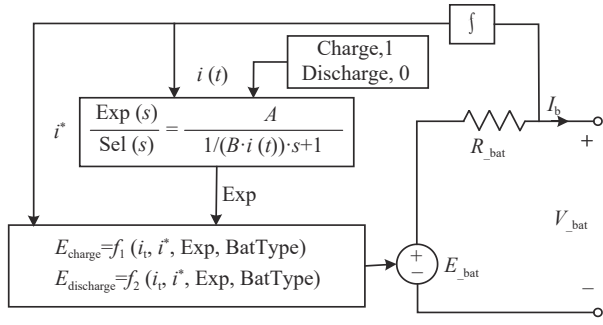 ∫
Charge,1
Discharge, 0
i (t)
i*
Exp (s) / Sel (s) = A / 1/(B·i (t))·s+1
Exp
E_charge=f_1 (i_t, i*, Exp, BatType)
E_discharge=f_2 (i_t, i*, Exp, BatType)
I_b
R_bat
+
V_bat
−
+
−
E_bat